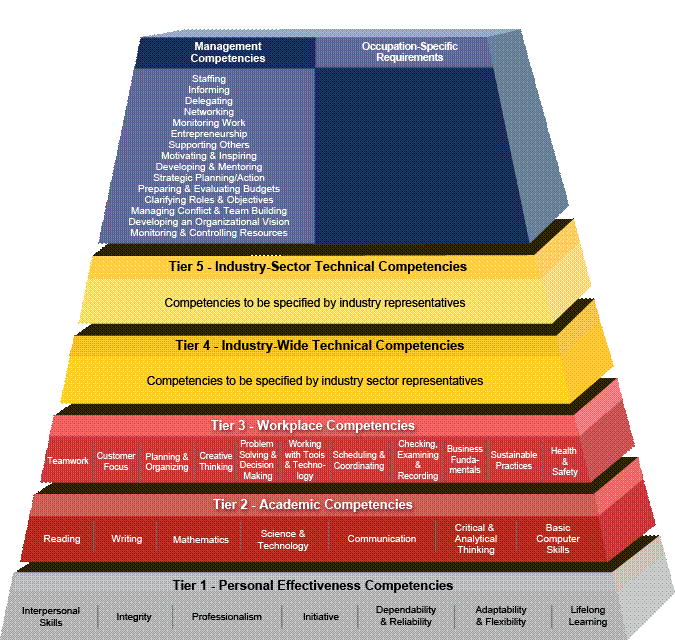 Management
Competencies
Occupation-Specific
Requirements
Staffing
Informing
Delegating
Networking
Monitoring Work
Entrepreneurship
Supporting Others
Motivating & Inspiring
Developing & Mentoring
Strategic Planning/Action
Preparing & Evaluating Budgets
Clarifying Roles & Objectives
Managing Conflict & Team Building
Developing an Organizational Vision
Monitoring & Controlling Resources
Tier 5 - Industry-Sector Technical Competencies
Competencies to be specified by industry representatives
Tier 4 - Industry-Wide Technical Competencies
Competencies to be specified by industry sector representatives
Tier 3 - Workplace Competencies
Teamwork
Customer
Focus
Planning &
Organizing
Creative
Thinking
Problem
Solving &
Decision
Making
Working
with Tools
& Techno-
logy
Scheduling &
Coordinating
Checking,
Examining
&
Recording
Business
Funda-
mentals
Sustainable
Practices
Health
&
Safety
Tier 2 - Academic Competencies
Reading
Writing
Mathematics
Science &
Technology
Communication
Critical &
Analytical
Thinking
Basic
Computer
Skills
Tier 1 - Personal Effectiveness Competencies
Interpersonal
Skills
Integrity
Professionalism
Initiative
Dependability
& Reliability
Adaptability
& Flexibility
Lifelong
Learning